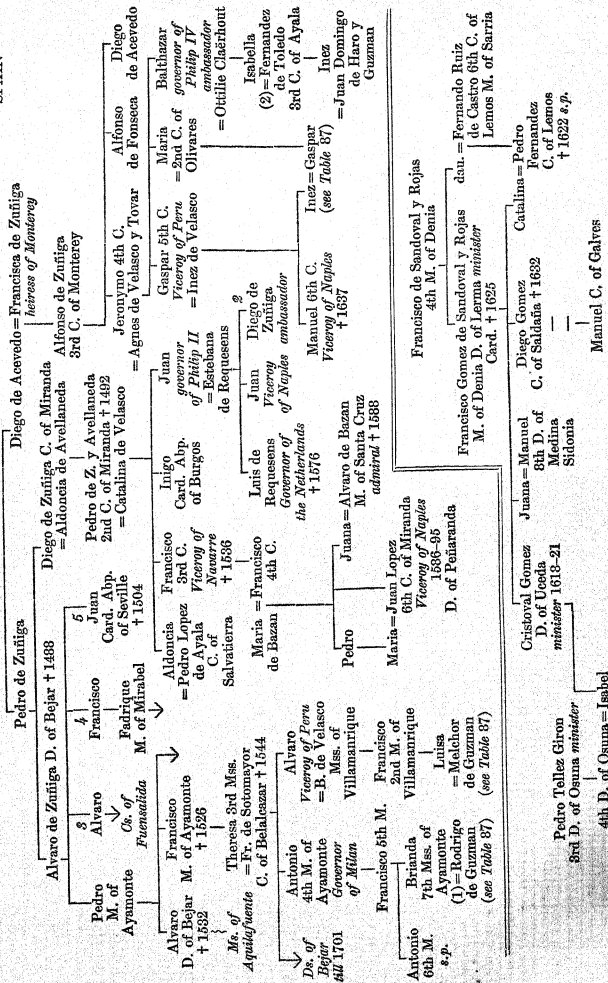 Pedro de Zuñiga
Diego de Acevedo = Francisca de Zuñiga
heiress of Monterey
Alvaro de Zuñiga D. of Bejar † 1488
Diego de Zuñiga C. of Miranda
= Aldoncia de Avellaneda
Alfonso de Zuñiga
3rd C. of Monterey
Pedro
M. of
Ayamonte
3
Alvaro
Cts. of
Fuensalida
4
Francisco
Fadrique
M. of Mirabel
5
Juan
Card. Abp.
of Seville
† 1504
Pedro de Z. y Avellaneda
2nd C. of Miranda † 1492
= Catalina de Velasco
Jeronymo 4th C.
= Agnes de Velasco y Tovar
Alfonso
de Fonseca
Diego
de Acevedo
Alvaro
D. of Bejar
† 1532
Ms. of
Aquilafuente
Francisco
M. of Ayamonte
† 1526
Theresa 3rd Mss.
= Fr. de Sotomayor
C. of Belalcazar † 1544
Aldoncia
= Pedro Lopez
de Ayala
C. of
Salvatierra
Francisco
3rd C.
Viceroy of
Navarre
† 1536
Inigo
Card. Abp.
of Burgos
Juan
governor
of Philip II
= Estebana
de Requesens
Gaspar 5th C.
Viceroy of Peru
= Inez de Velasco
Maria
= 2nd C. of
Olivares
Balthazar
governor of
Philip IV
ambassador
= Ottilie Claërhout
Maria = Francisco
de Bazan 4th C.
Luis de
Requesens
Governor of
the Netherlands
† 1576
Juan
Viceroy
of Naples
2
Diego de
Zuñiga
ambassador
Manuel 6th C.
Viceroy of Naples
† 1637
Inez = Gaspar
(see Table 87)
Isabella
(2) = Fernandez
de Toledo
3rd C. of Ayala
Inez
= Juan Domingo
de Haro y
Guzman
Ds. of
Bejar
till 1701
Antonio
4th M. of
Ayamonte
Governor
of Milan
Alvaro
Viceroy of Peru
= B. de Velasco
Mss. of
Villamanrique
Pedro
Juana = Alvaro de Bazan
M. of Santa Cruz
admiral † 1588
Francisco 5th M.
Francisco
2nd M. of
Villamanrique
Maria = Juan Lopez
6th C. of Miranda
Viceroy of Naples
1586–95
D. of Peñaranda
Antonio
6th M.
s.p.
Brianda
7th Mss. of
Ayamonte
(1) = Rodrigo
de Guzman
(see Table 87)
Luisa
= Melchor
de Guzman
(see Table 87)
Francisco de Sandoval y Rojas
4th M. of Denia
Francisco Gomez de Sandoval y Rojas
M. of Denia D. of Lerma minister
Card. † 1625
dau. = Fernando Ruiz
de Castro 6th C. of
Lemos M. of Sarria
Cristoval Gomez
D. of Uceda
minister 1618–21
Juana = Manuel
8th D. of
Medina
Sidonia
Diego Gomez
C. of Saldaña † 1632
—
—
Manuel C. of Galves
Catalina = Pedro
Fernandez
C. of Lemos
† 1622 s.p.
Pedro Tellez Giron
3rd D. of Osuna minister
4th D. of Osuna = Isabel